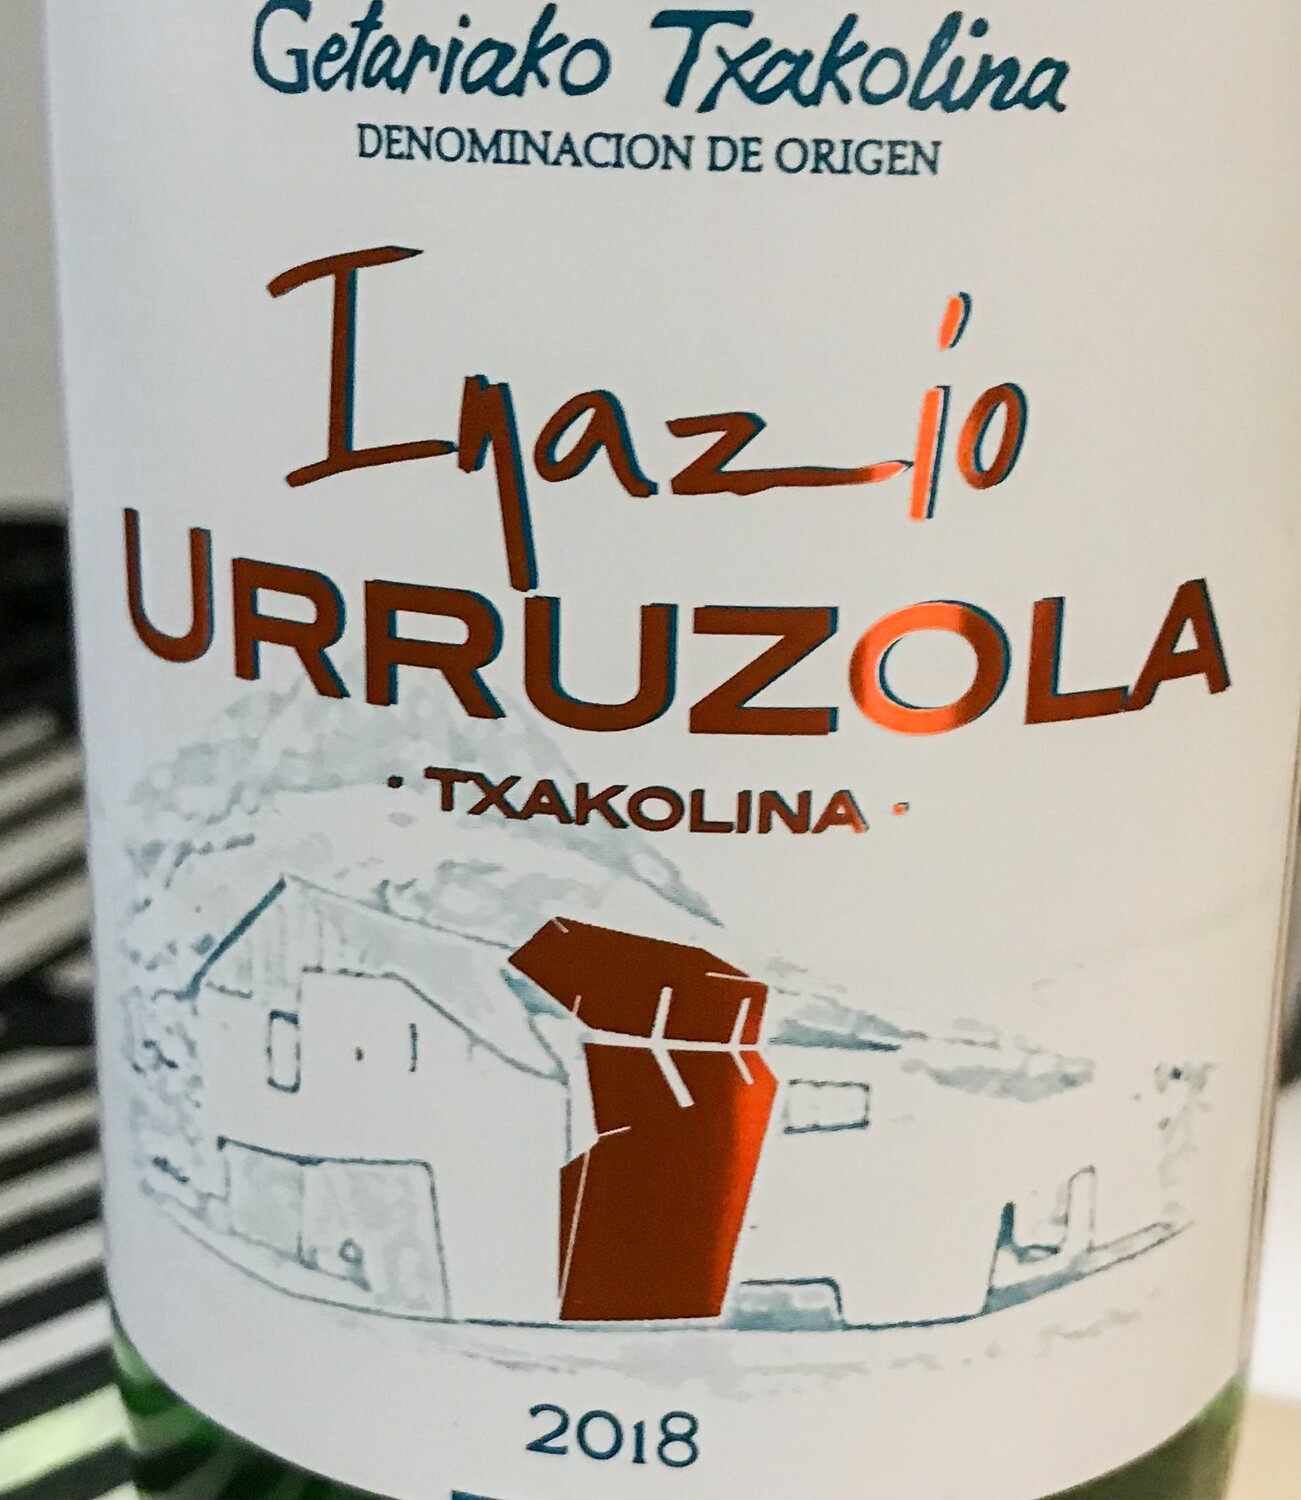 Getariako Txakolina
DENOMINACION DE ORIGEN
Inazio
URRUZOLA
· TXAKOLINA ·
2018